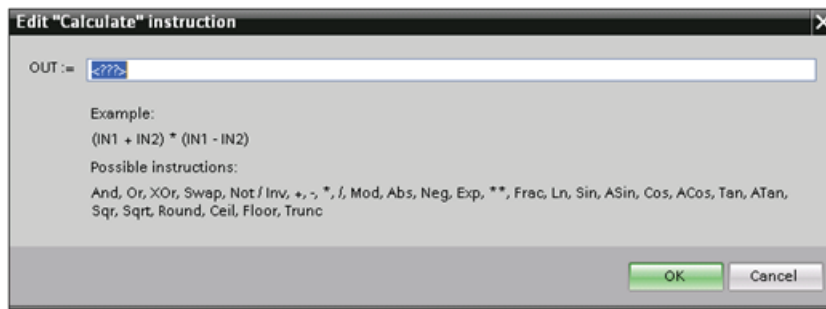 Edit "Calculate" instruction
OUT := <???>
Example:
(IN1 + IN2) * (IN1 - IN2)
Possible instructions:
And, Or, XOr, Swap, Not / Inv, +, -, *, /, Mod, Abs, Neg, Exp, **, Frac, Ln, Sin, ASin, Cos, ACos, Tan, ATan,
Sqr, Sqrt, Round, Ceil, Floor, Trunc
OK Cancel